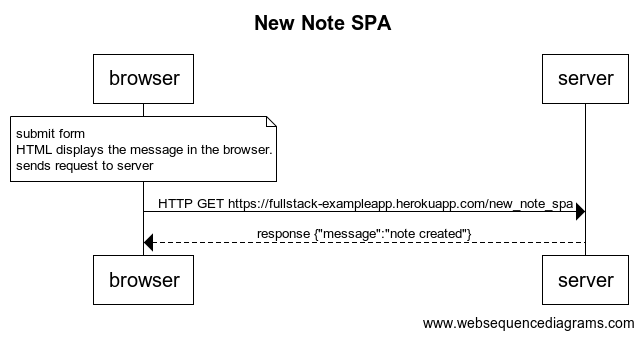 New Note SPA
browser
server
submit form
HTML displays the message in the browser.
sends request to server
HTTP GET https://fullstack-exampleapp.herokuapp.com/new_note_spa
response {"message":"note created"}
browser
server
www.websequencediagrams.com